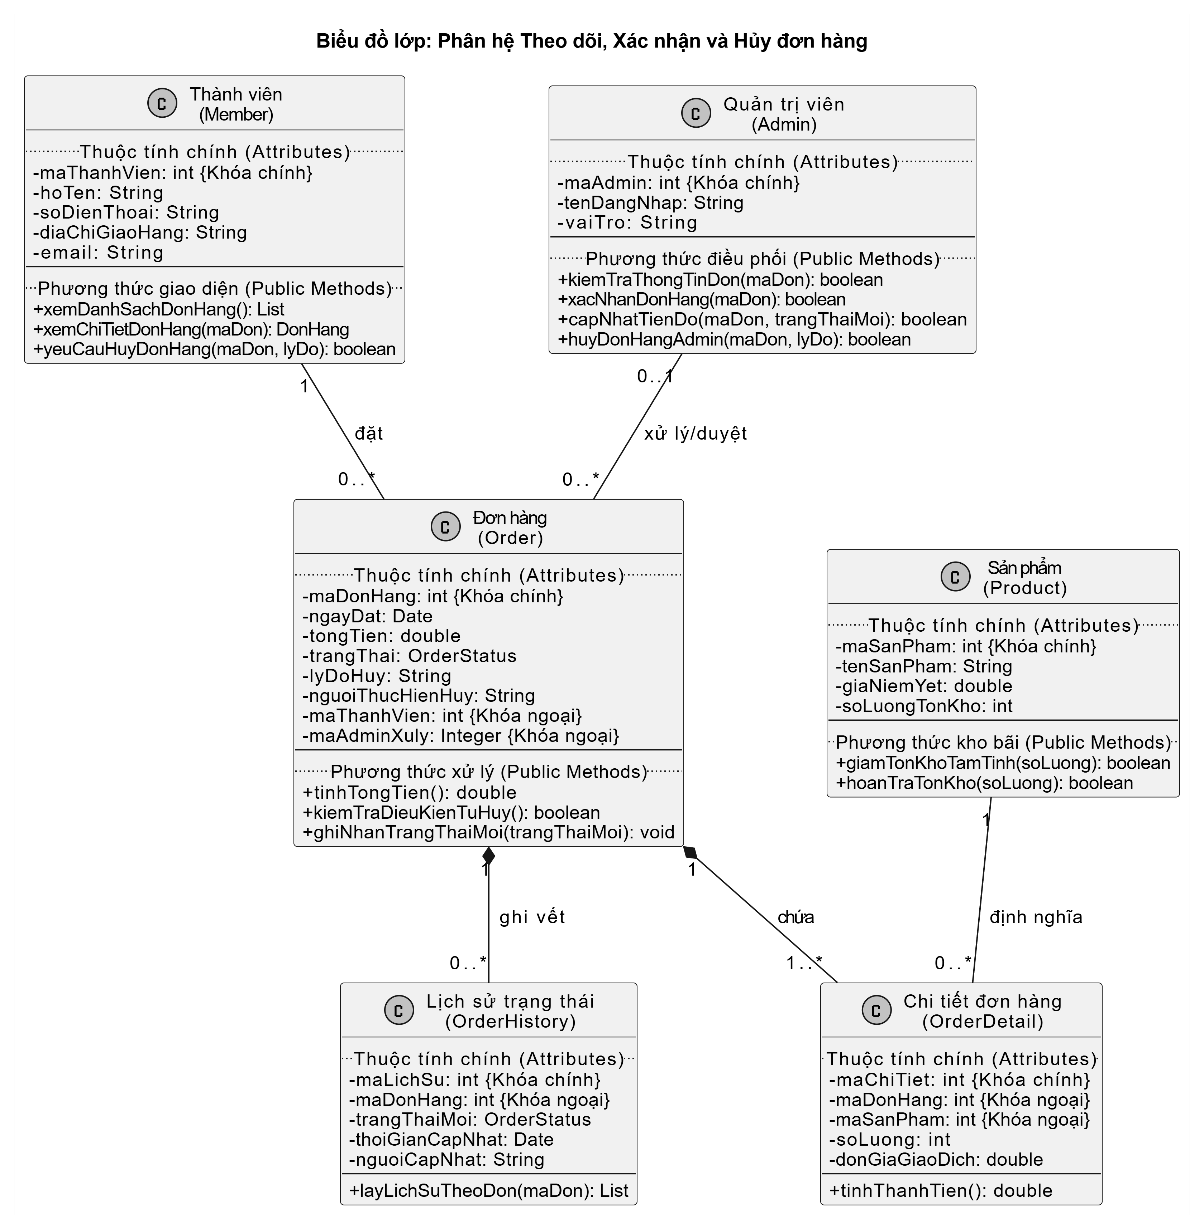 Biểu đồ lớp: Phân hệ Theo dõi, Xác nhận và Hủy đơn hàng
C
Thành viên
(Member)
Thuộc tính chính (Attributes)
-maThanhVien: int {Khóa chính}
-hoTen: String
-soDienThoai: String
-diaChiGiaoHang: String
-email: String
Phương thức giao diện (Public Methods)
+xemDanhSachDonHang(): List
+xemChiTietDonHang(maDon): DonHang
+yeuCauHuyDonHang(maDon, lyDo): boolean
C
Quản trị viên
(Admin)
Thuộc tính chính (Attributes)
-maAdmin: int {Khóa chính}
-tenDangNhap: String
-vaiTro: String
Phương thức điều phối (Public Methods)
+kiemTraThongTinDon(maDon): boolean
+xacNhanDonHang(maDon): boolean
+capNhatTienDo(maDon, trangThaiMoi): boolean
+huyDonHangAdmin(maDon, lyDo): boolean
1
đặt
0..*
0..1
xử lý/duyệt
0..*
C
Đơn hàng
(Order)
Thuộc tính chính (Attributes)
-maDonHang: int {Khóa chính}
-ngayDat: Date
-tongTien: double
-trangThai: OrderStatus
-lyDoHuy: String
-nguoiThucHienHuy: String
-maThanhVien: int {Khóa ngoại}
-maAdminXuly: Integer {Khóa ngoại}
Phương thức xử lý (Public Methods)
+tinhTongTien(): double
+kiemTraDieuKienTuHuy(): boolean
+ghiNhanTrangThaiMoi(trangThaiMoi): void
C
Sản phẩm
(Product)
Thuộc tính chính (Attributes)
-maSanPham: int {Khóa chính}
-tenSanPham: String
-giaNiemYet: double
-soLuongTonKho: int
Phương thức kho bãi (Public Methods)
+giamTonKhoTamTinh(soLuong): boolean
+hoanTraTonKho(soLuong): boolean
1
ghi vết
0..*
1
chứa
1..*
1
định nghĩa
0..*
C
Lịch sử trạng thái
(OrderHistory)
Thuộc tính chính (Attributes)
-maLichSu: int {Khóa chính}
-maDonHang: int {Khóa ngoại}
-trangThaiMoi: OrderStatus
-thoiGianCapNhat: Date
-nguoiCapNhat: String
+layLichSuTheoDon(maDon): List
C
Chi tiết đơn hàng
(OrderDetail)
Thuộc tính chính (Attributes)
-maChiTiet: int {Khóa chính}
-maDonHang: int {Khóa ngoại}
-maSanPham: int {Khóa ngoại}
-soLuong: int
-donGiaGiaoDich: double
+tinhThanhTien(): double